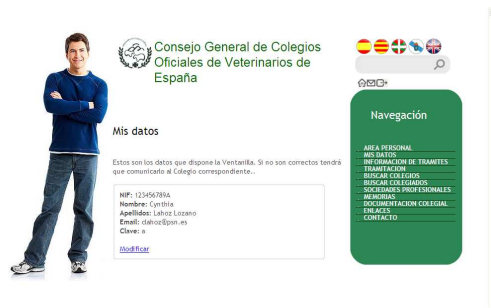 Consejo General de Colegios
Oficiales de Veterinarios de
España
Mis datos
Estos son los datos que dispone la Ventanilla. Si no son correctos tendrá
que comunicarlo al Colegio correspondiente...
NIF: 123456789A
Nombre: Cynthia
Apellidos: Lahoz Lozano
Email: clahoz@psn.es
Clave: a
Modificar
Navegación
AREA PERSONAL
MIS DATOS
INFORMACION DE TRAMITES
TRAMITACION
BUSCAR COLEGIOS
BUSCAR COLEGIADOS
SOCIEDADES PROFESIONALES
MEMORIAS
DOCUMENTACION COLEGIAL
ENLACES
CONTACTO